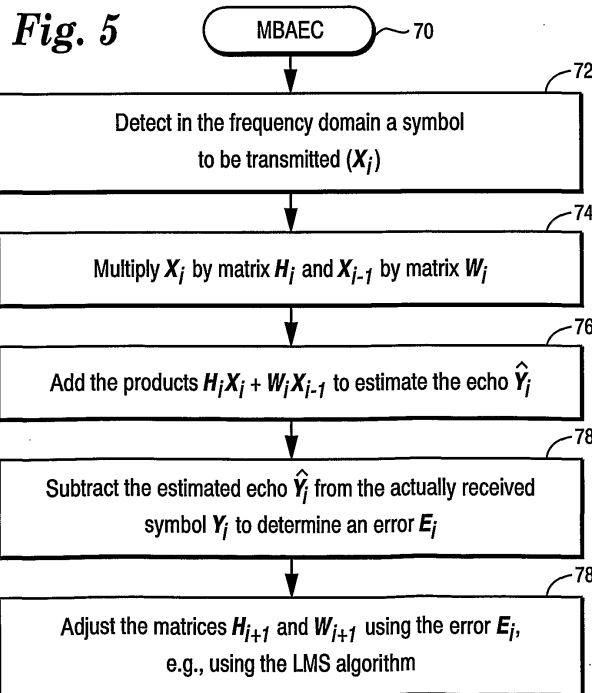 Fig. 5
MBAEC
70
72
Detect in the frequency domain a symbol
to be transmitted (Xi)
74
Multiply Xi by matrix Hi and Xi-1 by matrix Wi
76
Add the products HiXi + WiXi-1 to estimate the echo Ŷi
78
Subtract the estimated echo Ŷi from the actually received
symbol Yi to determine an error Ei
78
Adjust the matrices Hi+1 and Wi+1 using the error Ei,
e.g., using the LMS algorithm